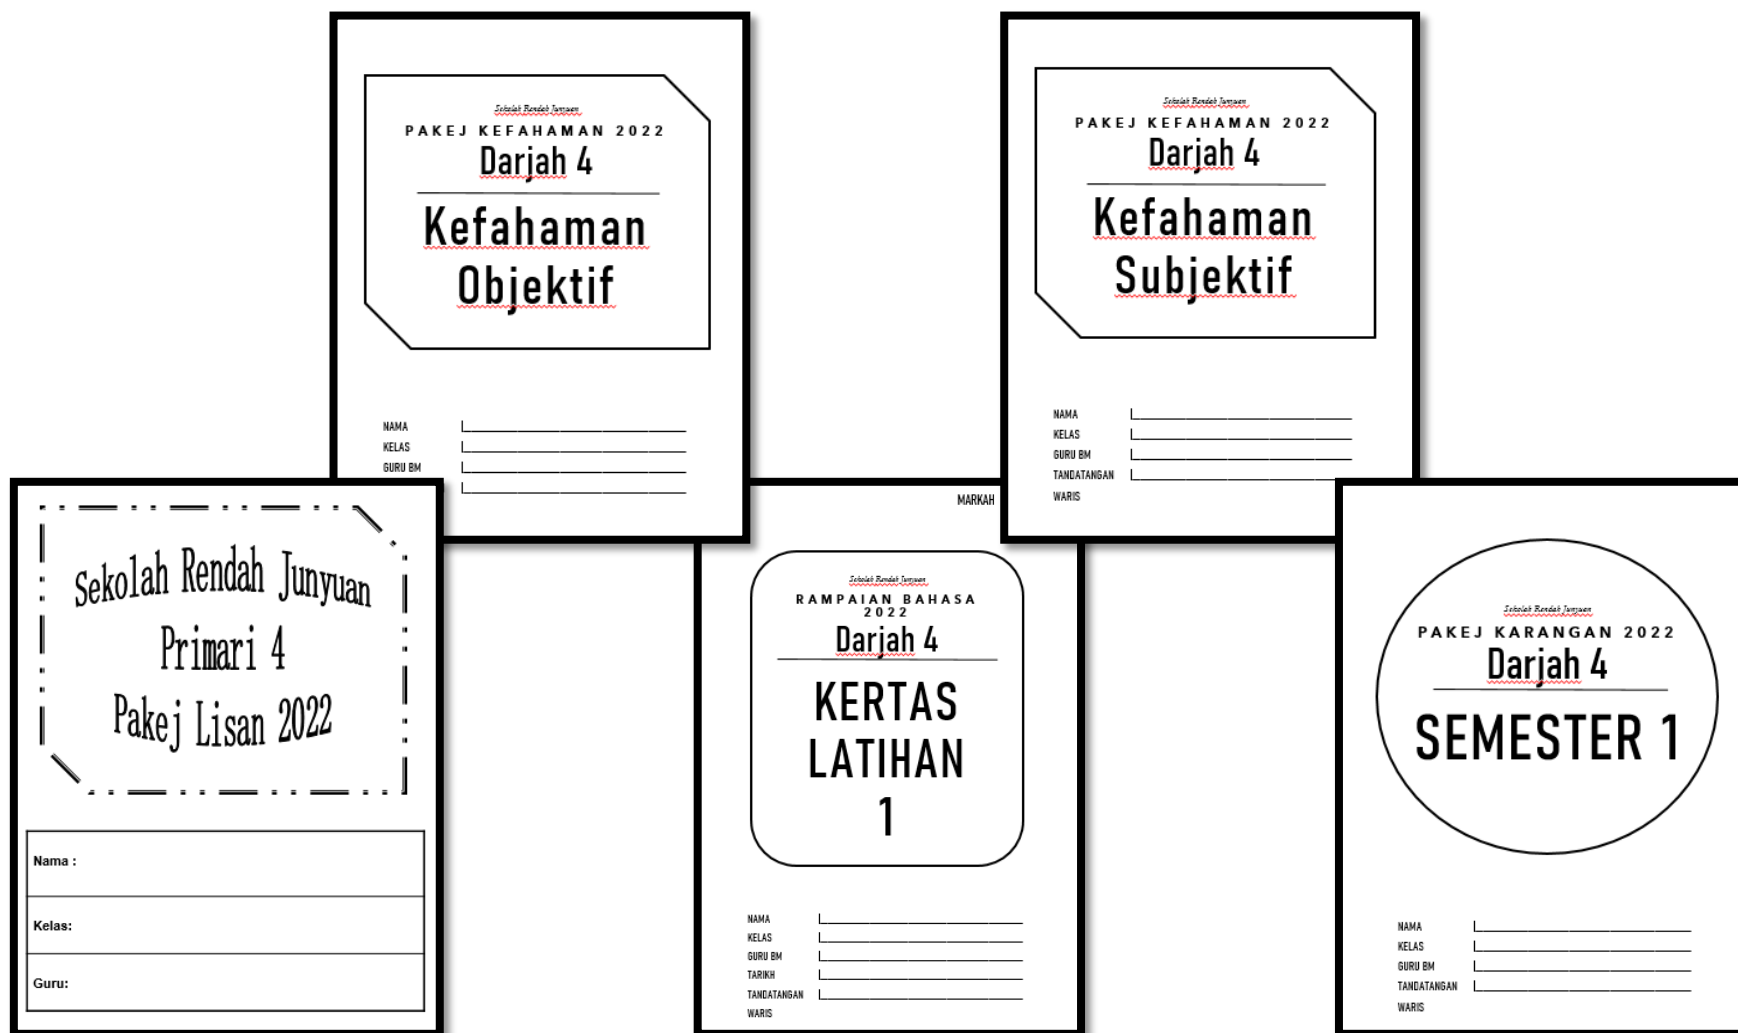 Sekolah Rendah Junyuan
PAKEJ KEFAHAMAN 2022
Darjah 4
Kefahaman
Objektif
NAMA
KELAS
GURU BM
Sekolah Rendah Junyuan
PAKEJ KEFAHAMAN 2022
Darjah 4
Kefahaman
Subjektif
NAMA
KELAS
GURU BM
TANDATANGAN
WARIS
Sekolah Rendah Junyuan
Primari 4
Pakej Lisan 2022
Nama :
Kelas:
Guru:
MARKAH
Sekolah Rendah Junyuan
RAMPAIAN BAHASA
2022
Darjah 4
KERTAS
LATIHAN
1
NAMA
KELAS
GURU BM
TARIKH
TANDATANGAN
WARIS
Sekolah Rendah Junyuan
PAKEJ KARANGAN 2022
Darjah 4
SEMESTER 1
NAMA
KELAS
GURU BM
TANDATANGAN
WARIS